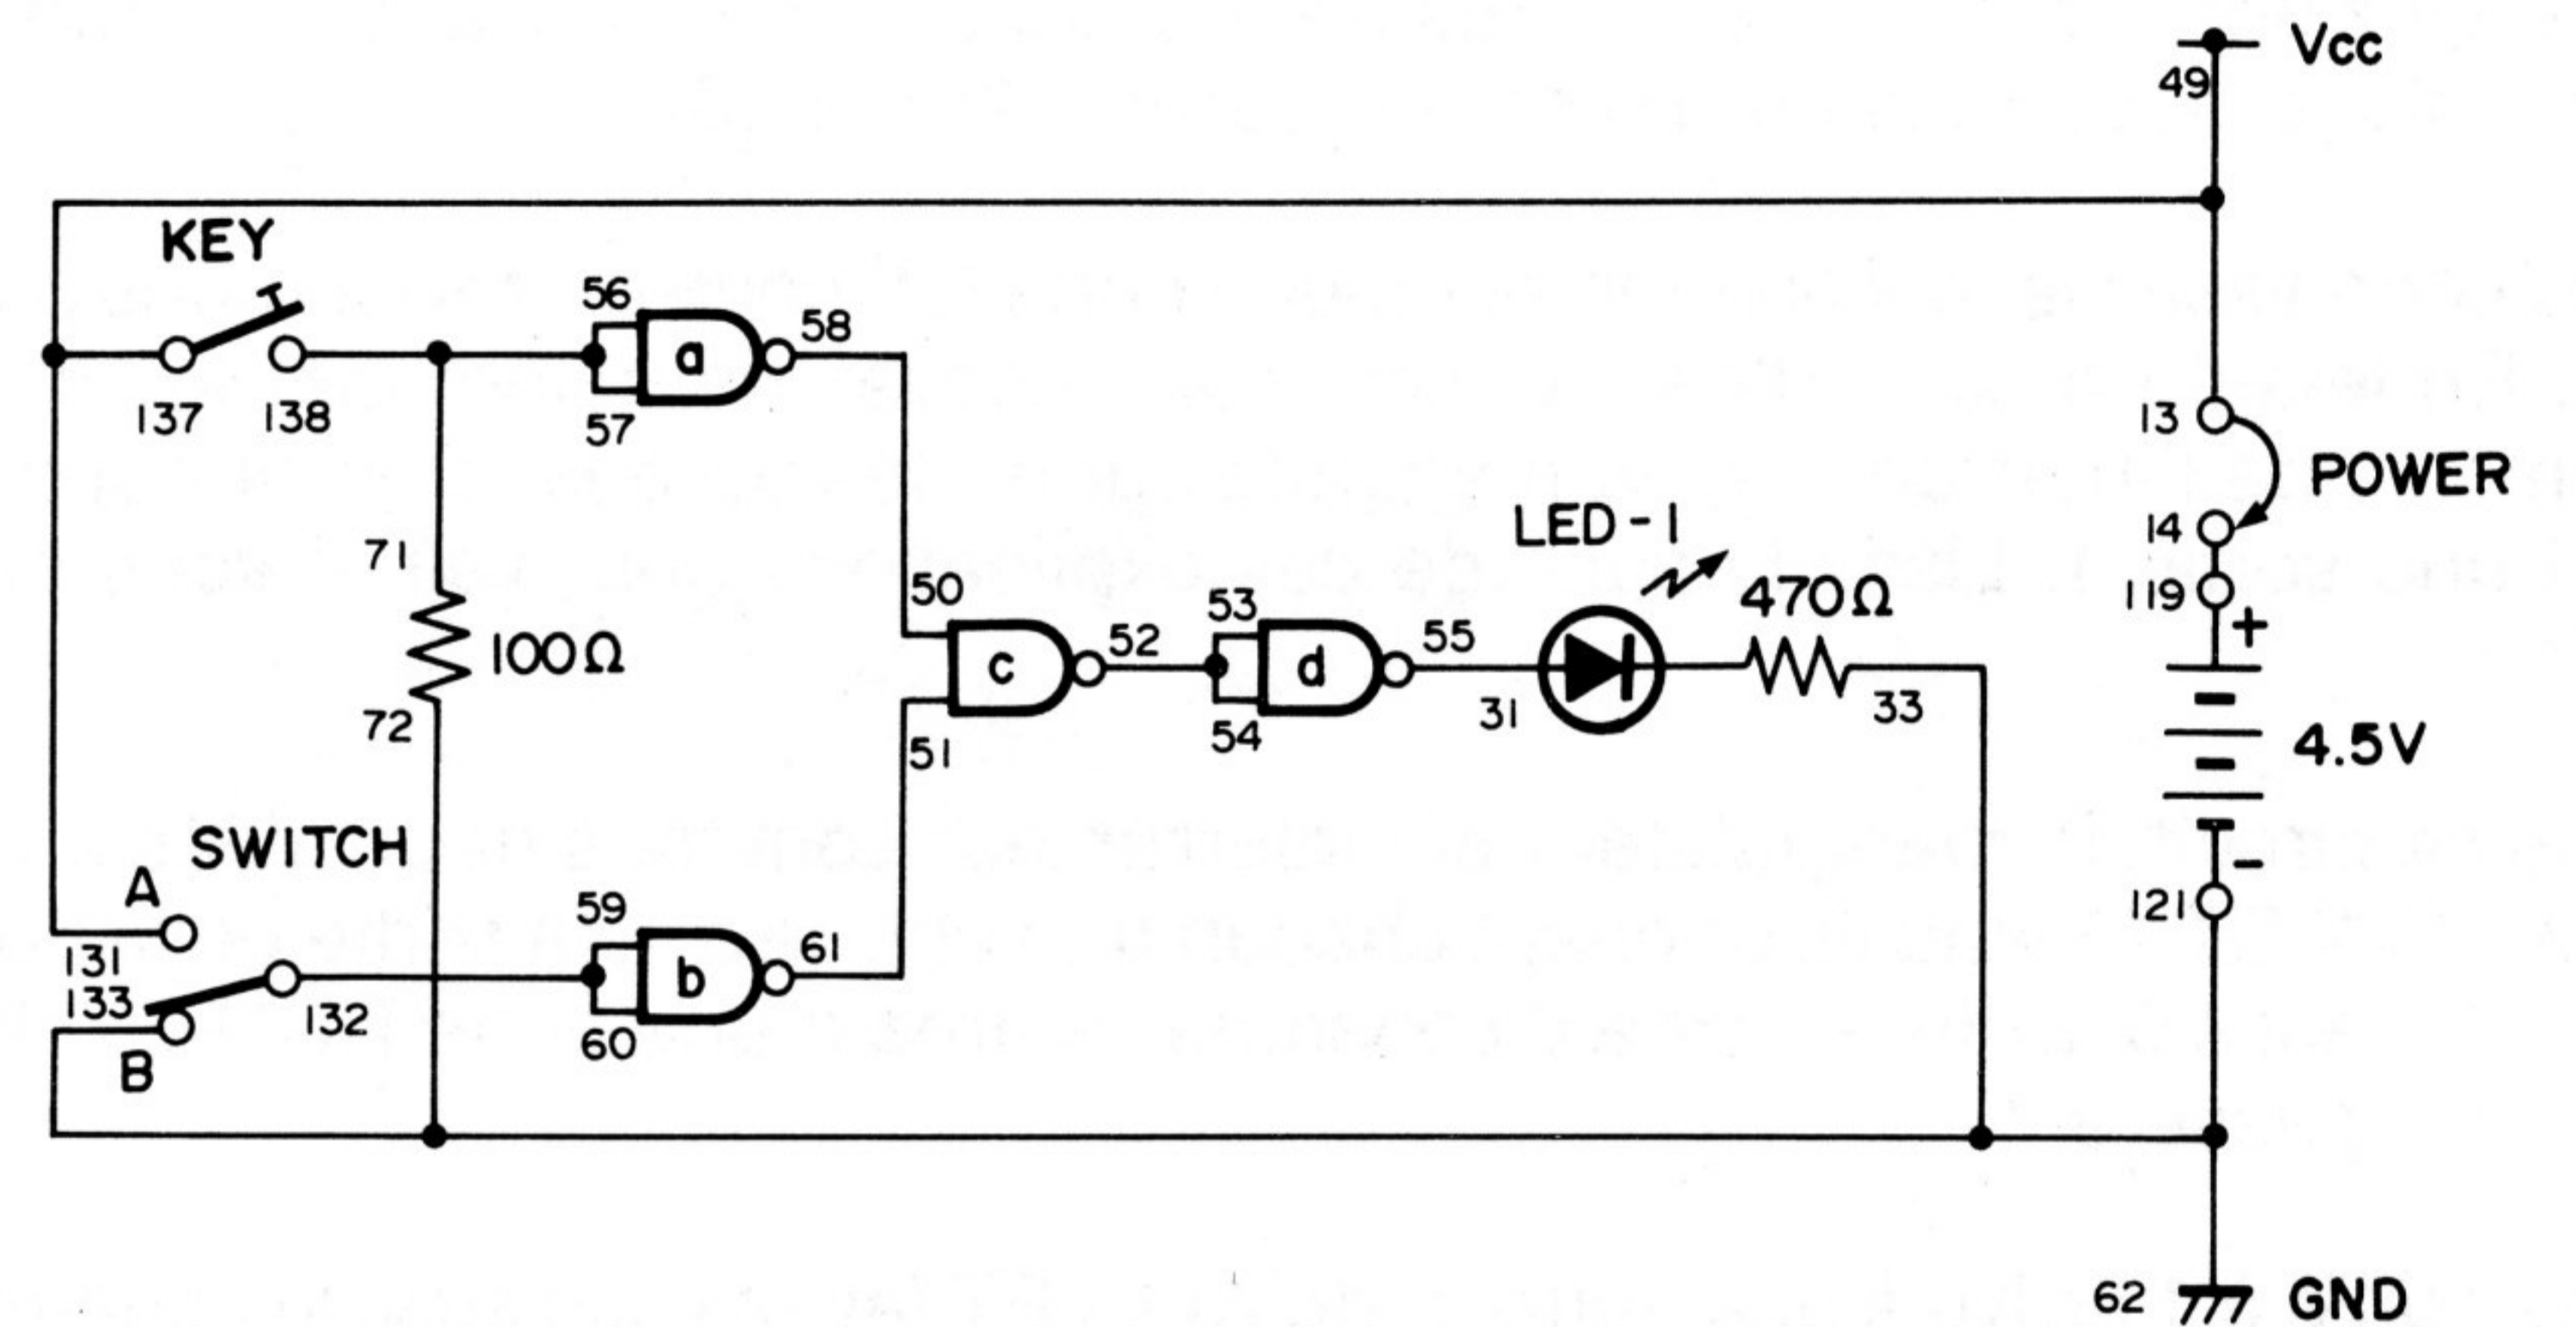 Vcc
49
KEY
56
58
137
138
a
57
13
POWER
14
LED-1
71
119
+
470Ω
50
53
52
55
100Ω
c
d
31
33
72
51
54
4.5V
SWITCH
A
-
59
121
61
131
133
132
b
B
60
62
GND